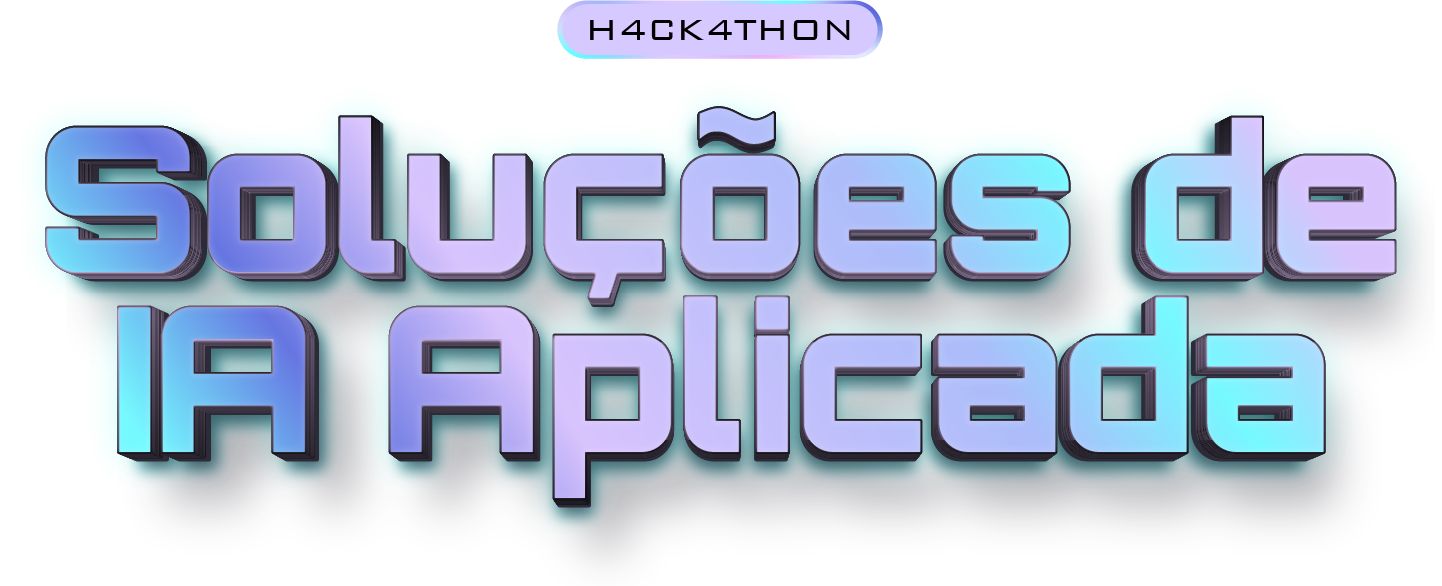 H4CK4THON
Soluções de
IA Aplicada